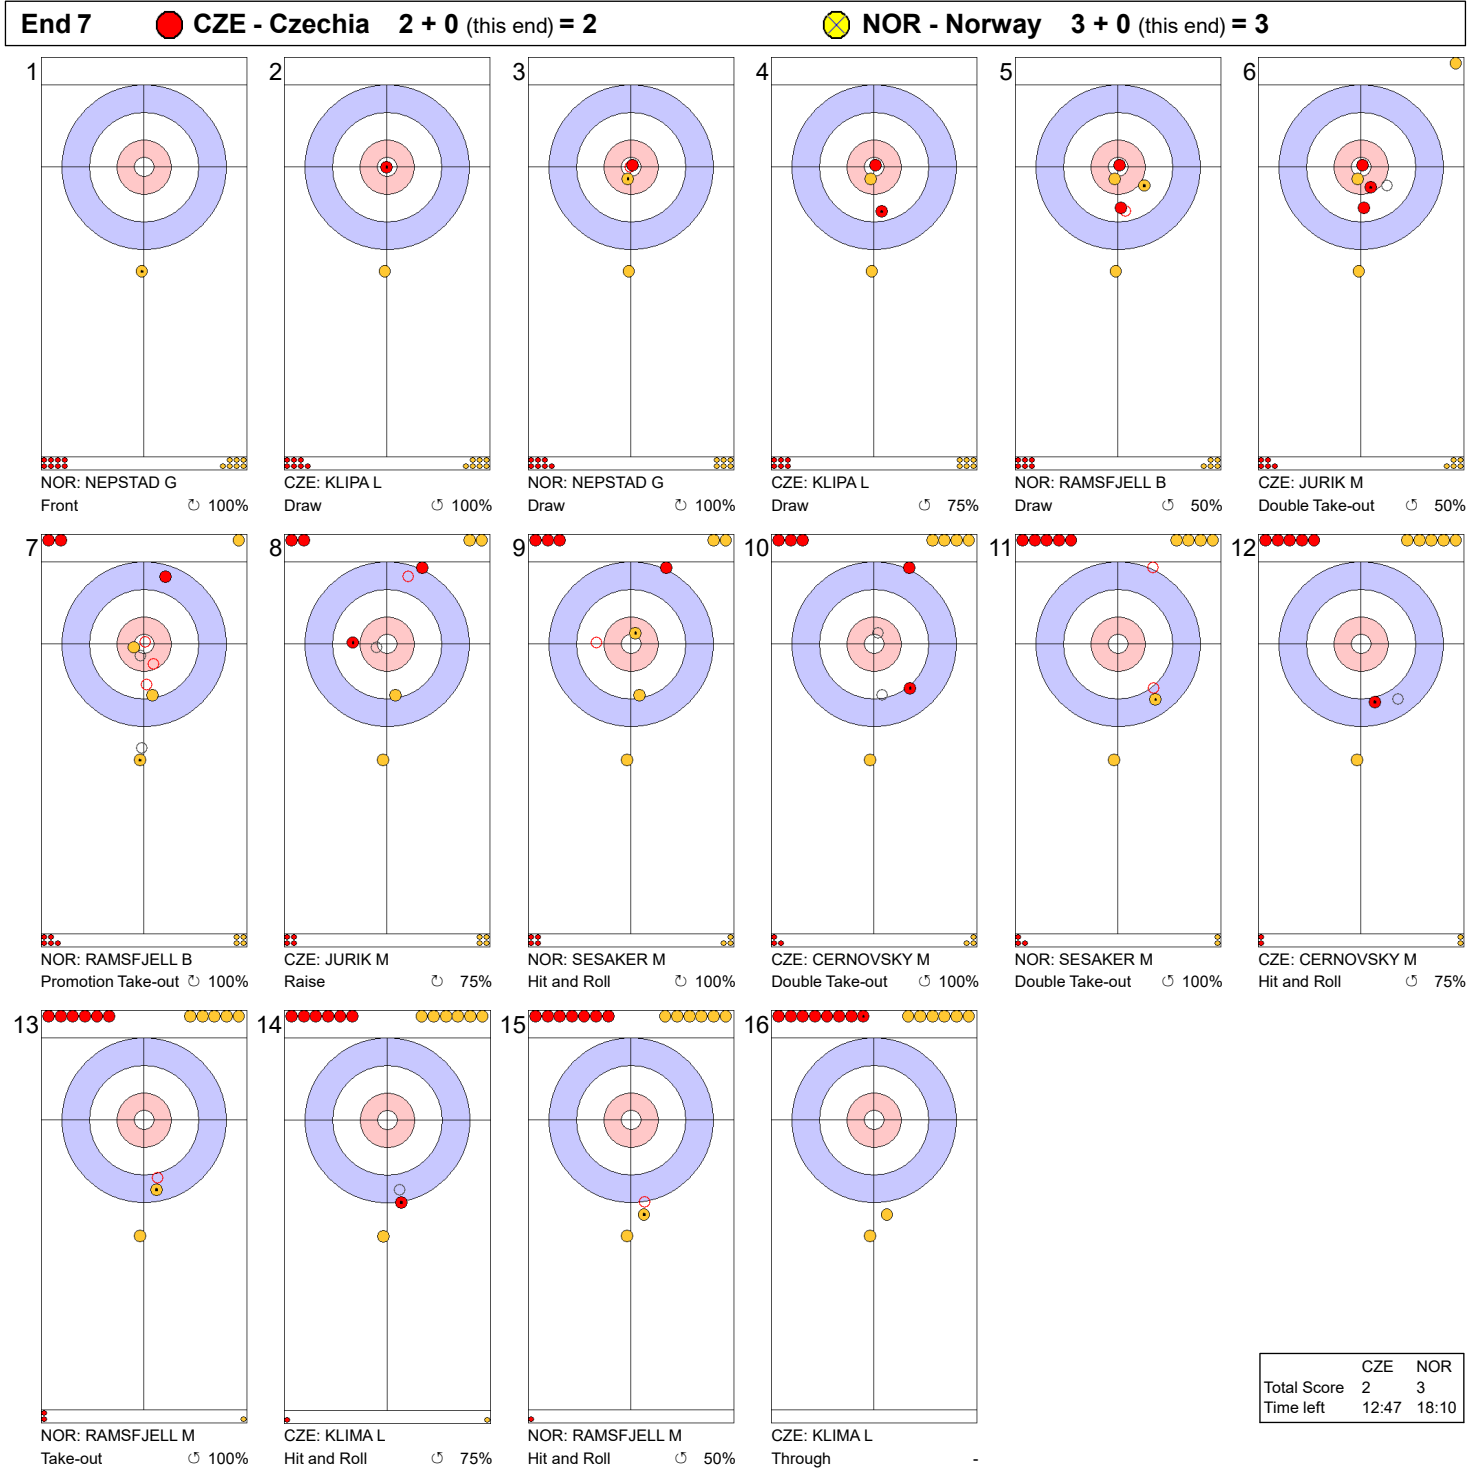 End 7 CZE - Czechia 2 + 0 (this end) = 2 NOR - Norway 3 + 0 (this end) = 3
1 2 3 4 5 6
NOR: NEPSTAD G CZE: KLIPA L NOR: NEPSTAD G CZE: KLIPA L NOR: RAMSFJELL B CZE: JURIK M
Front ↻ 100% Draw ↺ 100% Draw ↻ 100% Draw ↺ 75% Draw ↺ 50% Double Take-out ↺ 50%
7 8 9 10 11 12
NOR: RAMSFJELL B CZE: JURIK M NOR: SESAKER M CZE: CERNOVSKY M NOR: SESAKER M CZE: CERNOVSKY M
Promotion Take-out ↻ 100% Raise ↻ 75% Hit and Roll ↻ 100% Double Take-out ↺ 100% Double Take-out ↺ 100% Hit and Roll ↺ 75%
13 14 15 16
NOR: RAMSFJELL M CZE: KLIMA L NOR: RAMSFJELL M CZE: KLIMA L
Take-out ↺ 100% Hit and Roll ↺ 75% Hit and Roll ↺ 50% Through -
CZE NOR
Total Score 2 3
Time left 12:47 18:10